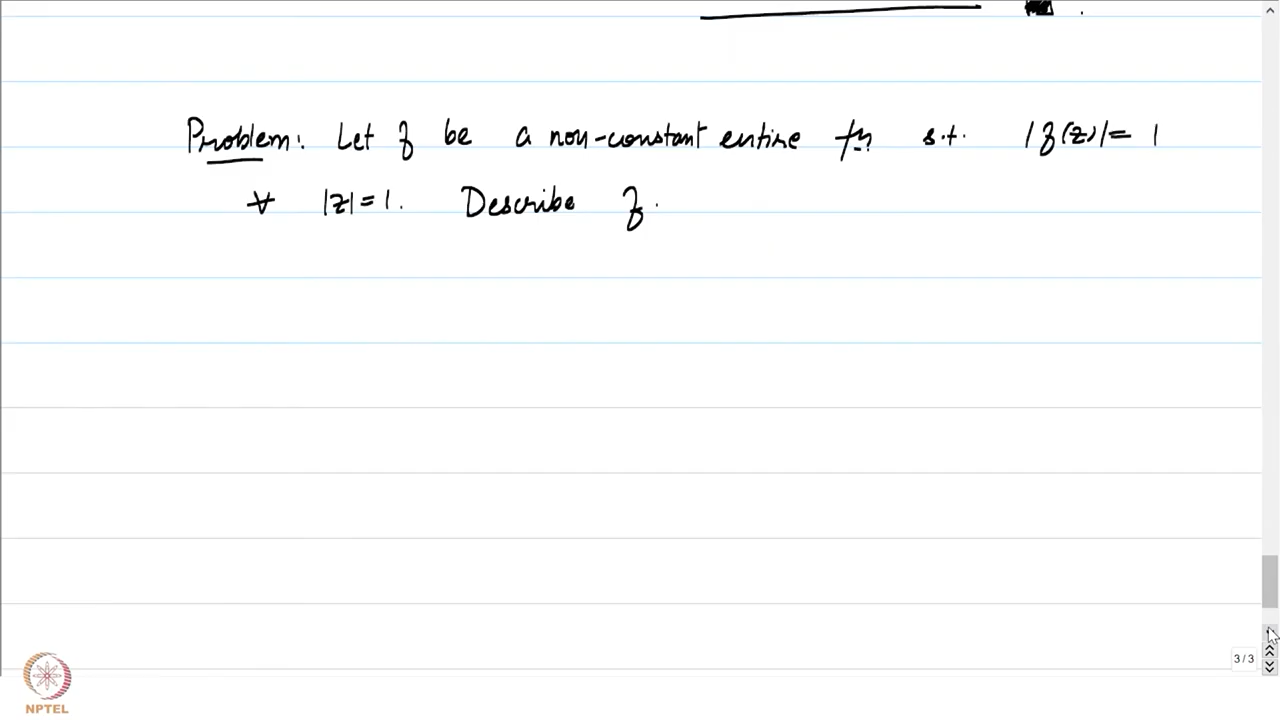 Problem: Let f be a non-constant entire fn s.t. |f(z)| = 1
∀ |z| = 1. Describe f.
3 / 3
NPTEL